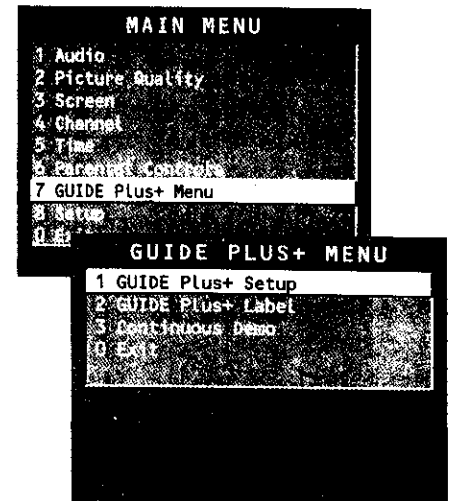 MAIN MENU
1 Audio
2 Picture Quality
3 Screen
4 Channel
5 Time
6 Parental Controls
7 GUIDE Plus+ Menu
8 Setup
0 Exit
GUIDE PLUS+ MENU
1 GUIDE Plus+ Setup
2 GUIDE Plus+ Label
3 Continuous Demo
0 Exit